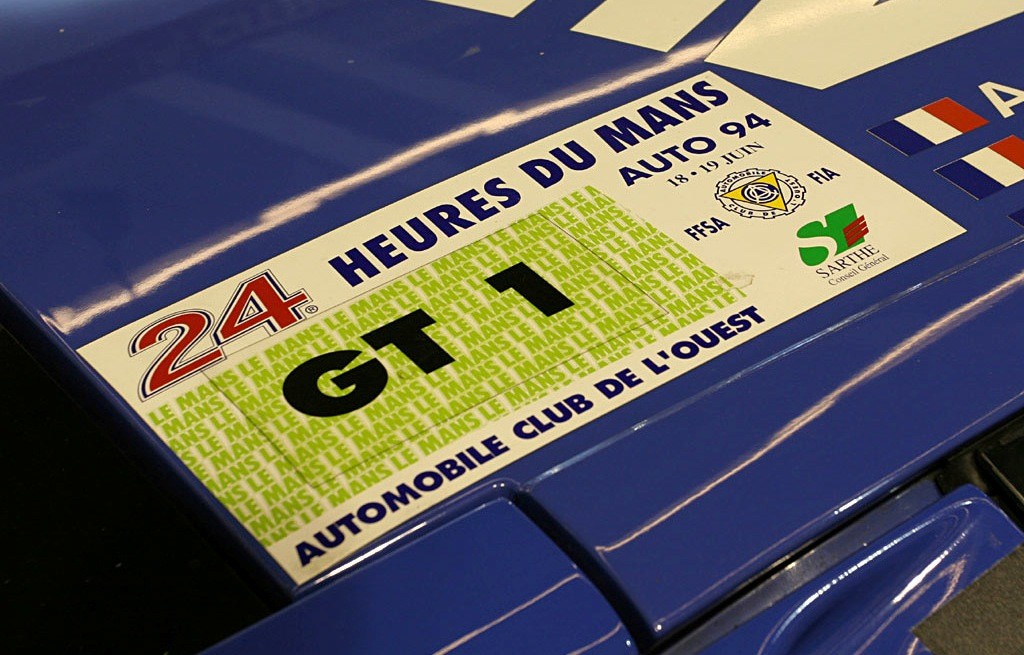 24® HEURES DU MANS
AUTO 94
18 • 19 JUIN
FFSA
FIA
GT 1
SARTHE
Conseil Général
AUTOMOBILE CLUB DE L'OUEST
A